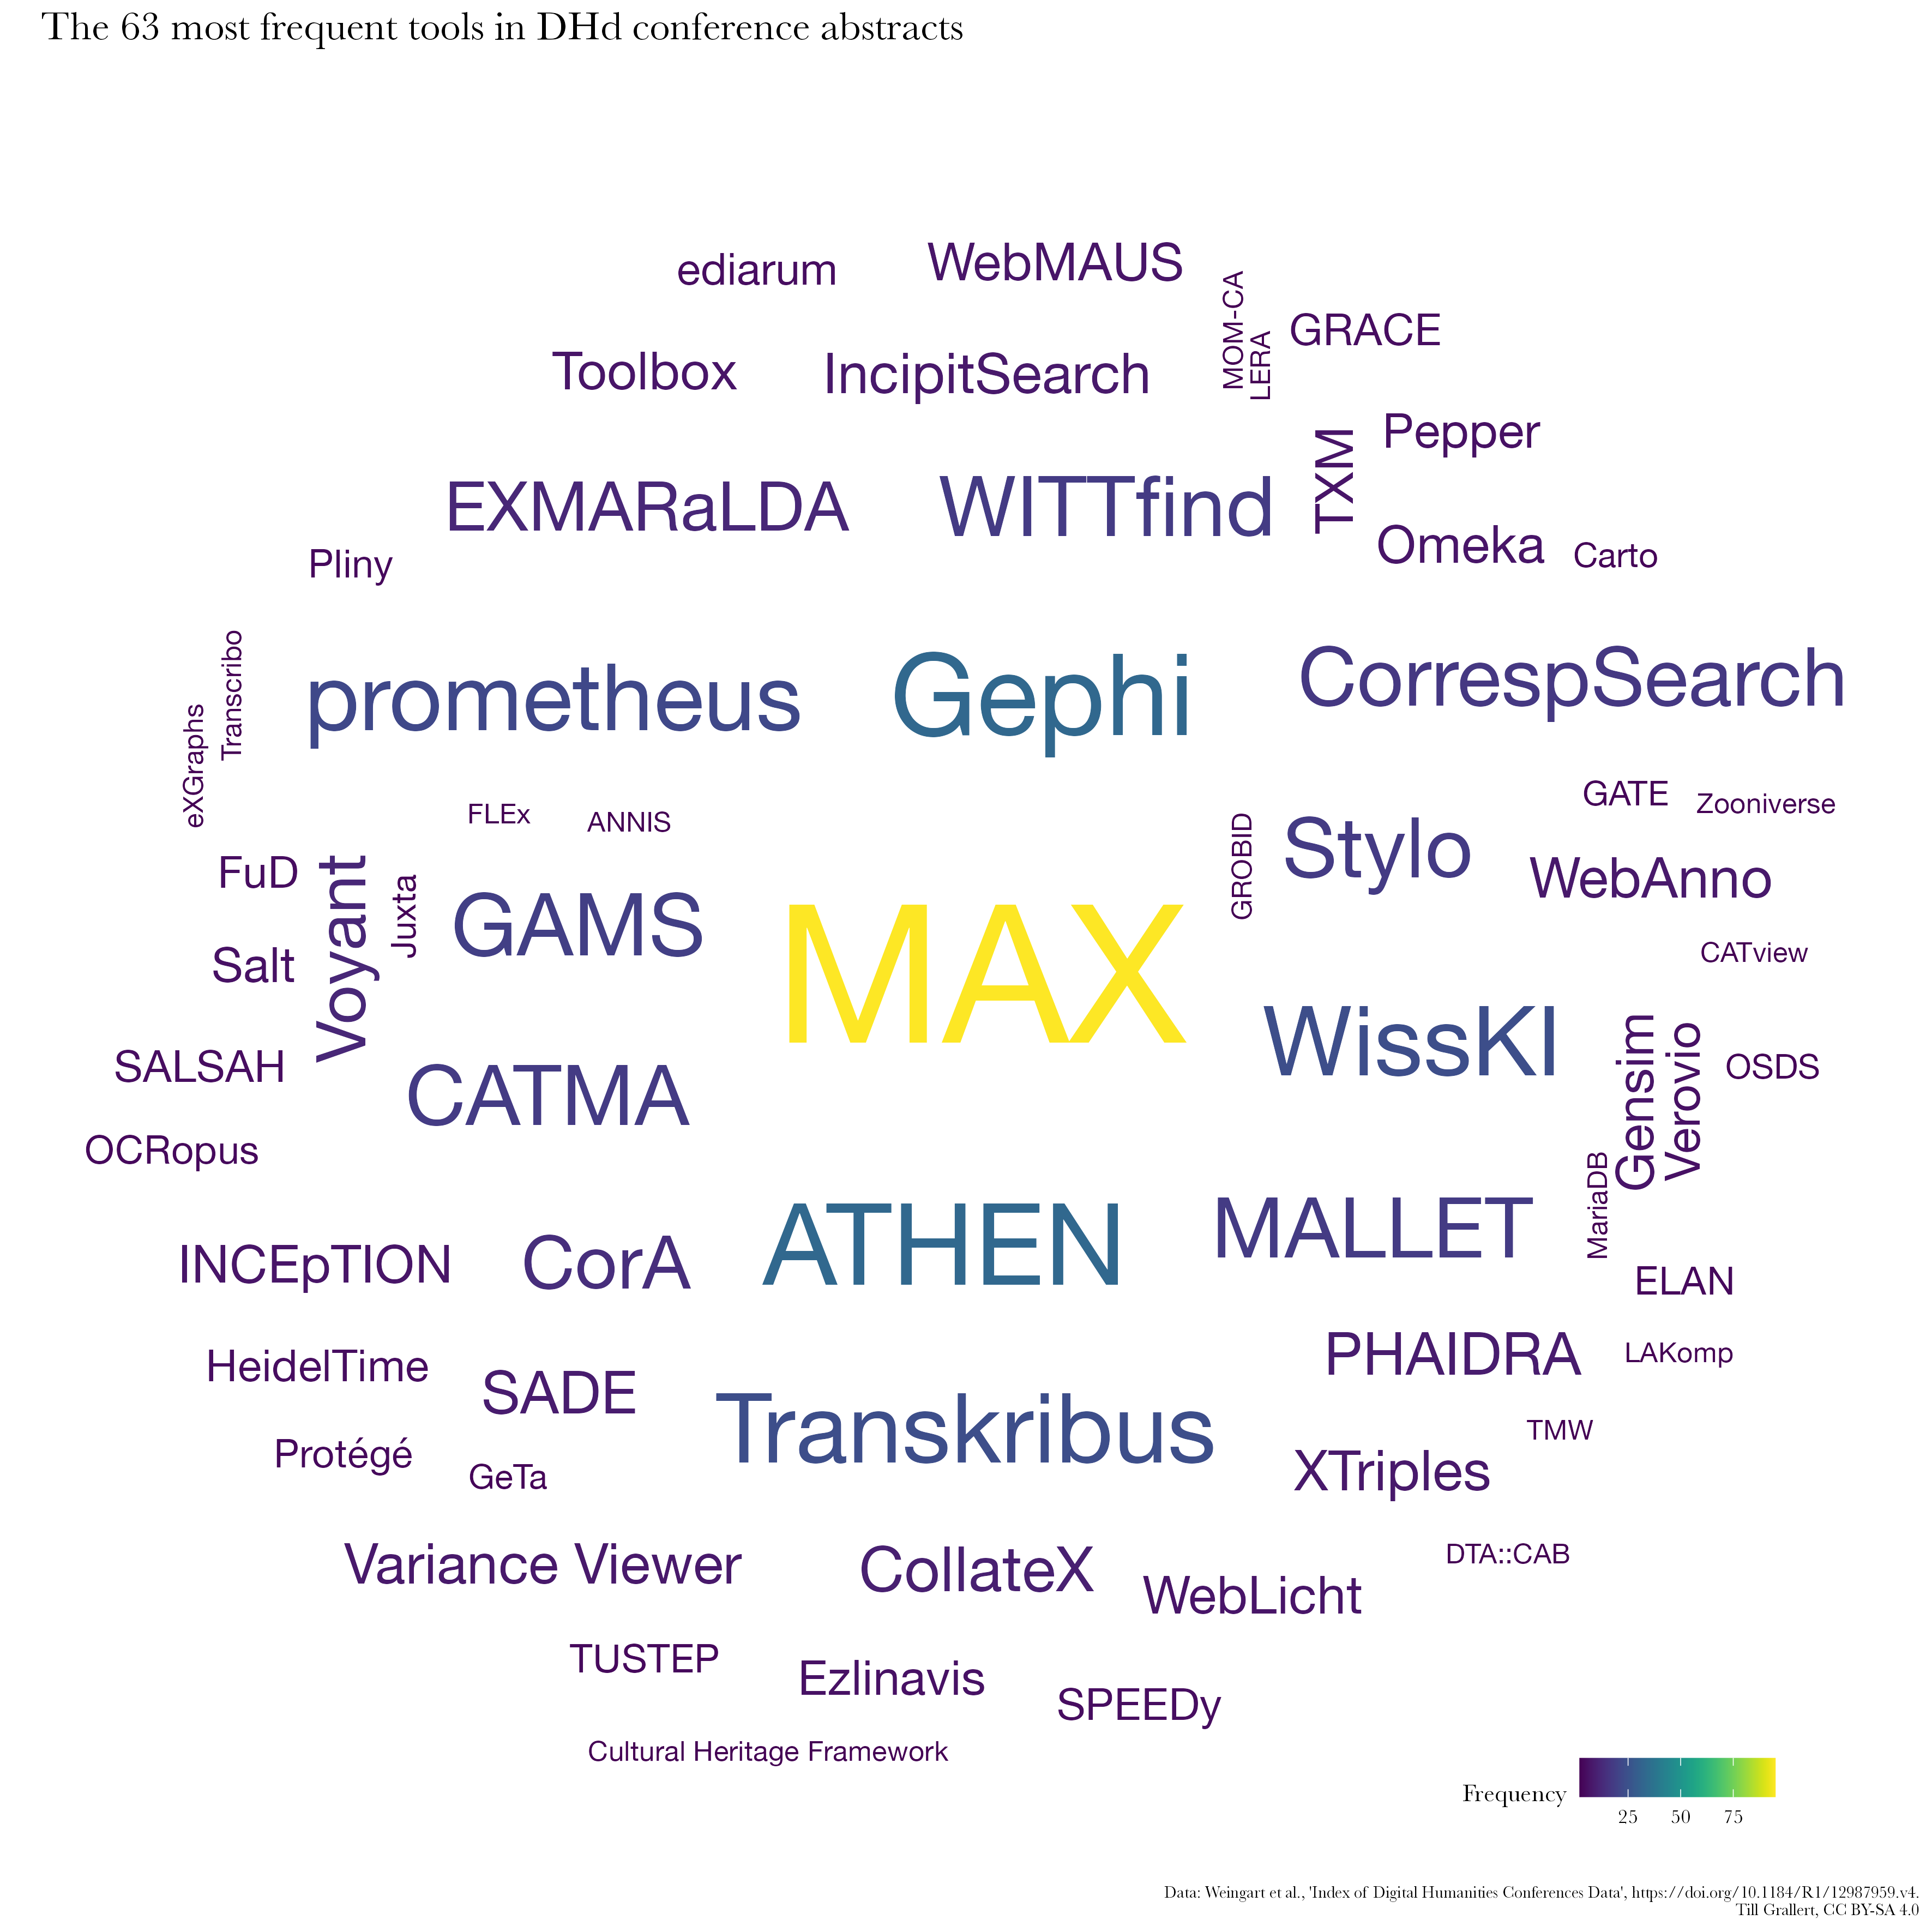 The 63 most frequent tools in DHd conference abstracts
ediarum
WebMAUS
MOM-CA
LERA
GRACE
Toolbox
IncipitSearch
TXM
Pepper
EXMARaLDA
WITTfind
Omeka
Carto
Pliny
Transcribo
eXGraphs
prometheus
Gephi
CorrespSearch
FLEx
ANNIS
GROBID
Stylo
GATE
Zooniverse
WebAnno
FuD
Voyant
Juxta
GAMS
MAX
CATview
Salt
WissKI
Gensim
Verovio
OSDS
SALSAH
CATMA
OCRopus
MariaDB
INCEpTION
CorA
ATHEN
MALLET
ELAN
HeidelTime
SADE
PHAIDRA
LAKomp
Transkribus
TMW
Protégé
GeTa
XTriples
Variance Viewer
CollateX
WebLicht
DTA::CAB
TUSTEP
Ezlinavis
SPEEDy
Cultural Heritage Framework
Frequency
25 50 75
Data: Weingart et al., 'Index of Digital Humanities Conferences Data', https://doi.org/10.1184/R1/12987959.v4.
Till Grallert, CC BY-SA 4.0